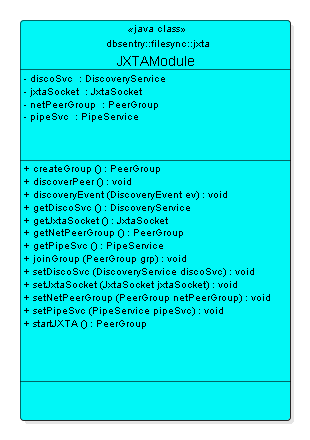 «java class»
dbsentry::filesync::jxta
JXTAModule
- discoSvc : DiscoveryService
- jxtaSocket : JxtaSocket
- netPeerGroup : PeerGroup
- pipeSvc : PipeService
+ createGroup () : PeerGroup
+ discoverPeer () : void
+ discoveryEvent (DiscoveryEvent ev) : void
+ getDiscoSvc () : DiscoveryService
+ getJxtaSocket () : JxtaSocket
+ getNetPeerGroup () : PeerGroup
+ getPipeSvc () : PipeService
+ joinGroup (PeerGroup grp) : void
+ setDiscoSvc (DiscoveryService discoSvc) : void
+ setJxtaSocket (JxtaSocket jxtaSocket) : void
+ setNetPeerGroup (PeerGroup netPeerGroup) : void
+ setPipeSvc (PipeService pipeSvc) : void
+ startJXTA () : PeerGroup